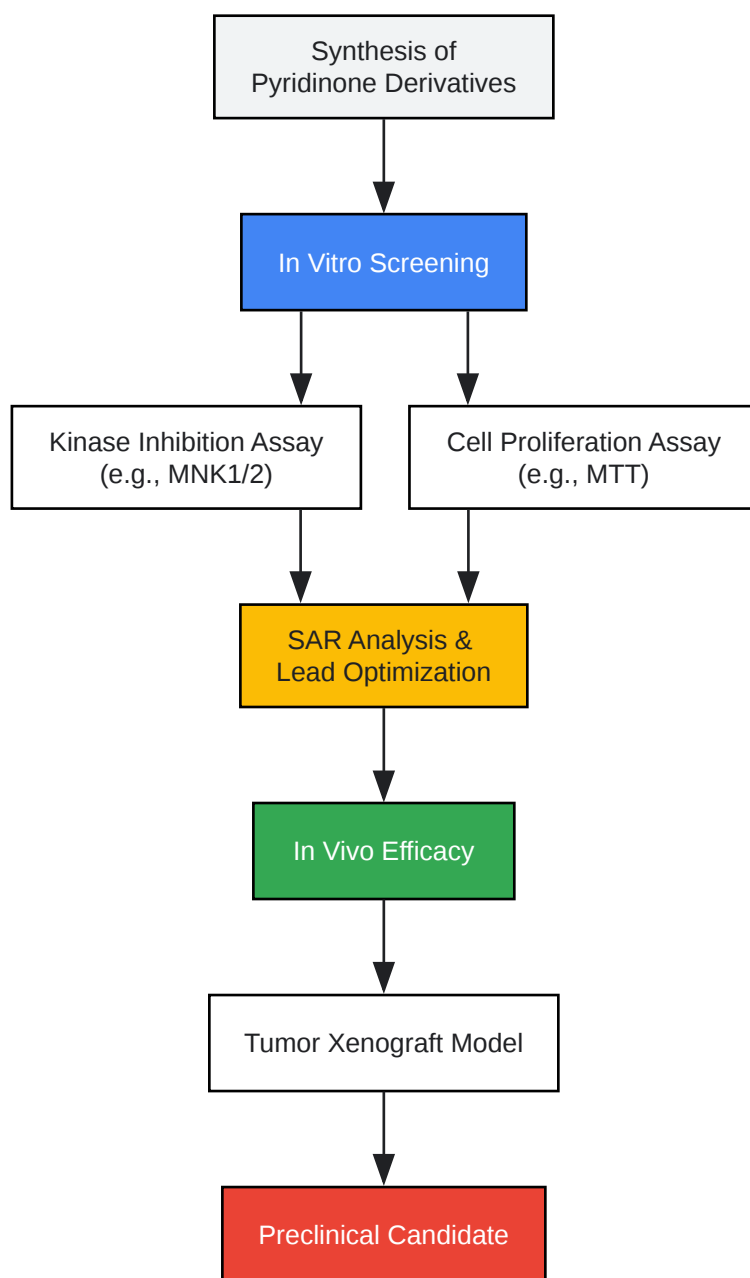 Synthesis of
Pyridinone Derivatives
In Vitro Screening
Kinase Inhibition Assay
(e.g., MNK1/2)
Cell Proliferation Assay
(e.g., MTT)
SAR Analysis &
Lead Optimization
In Vivo Efficacy
Tumor Xenograft Model
Preclinical Candidate